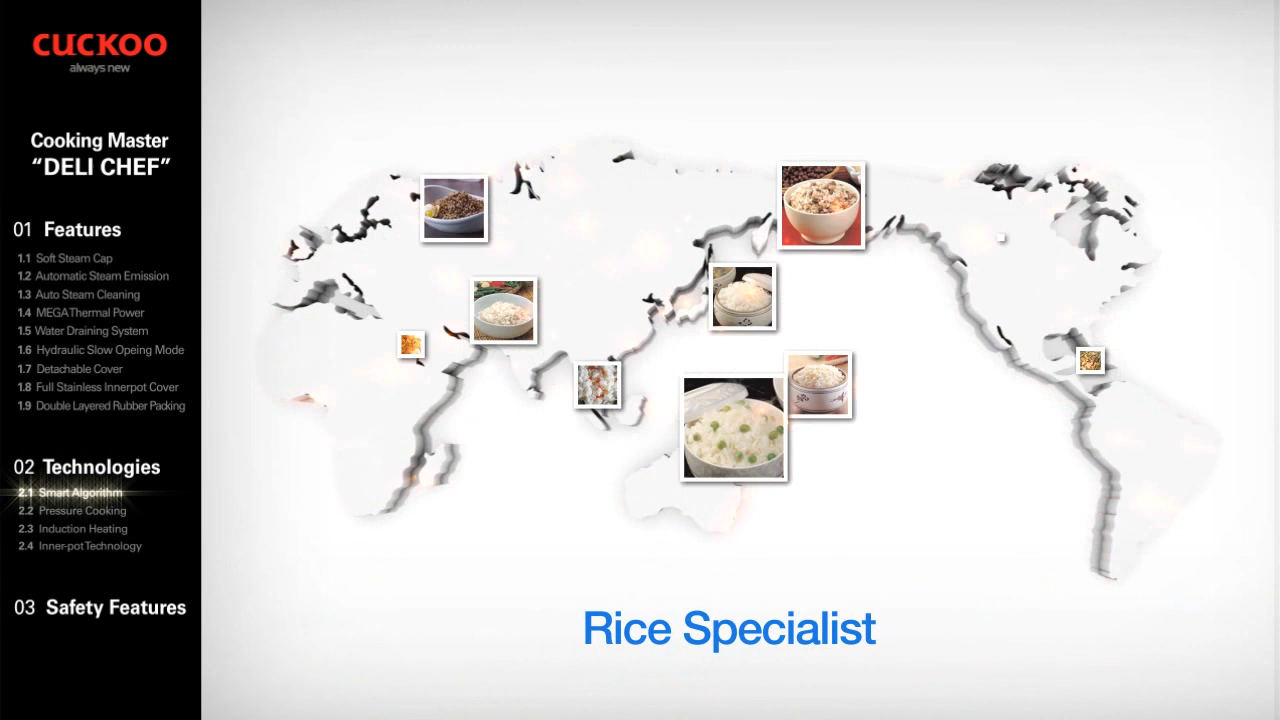 CUCKOO
always new
Cooking Master
“DELI CHEF”
01 Features
1.1 Soft Steam Cap
1.2 Automatic Steam Emission
1.3 Auto Steam Cleaning
1.4 MEGA Thermal Power
1.5 Water Draining System
1.6 Hydraulic Slow Opeing Mode
1.7 Detachable Cover
1.8 Full Stainless Innerpot Cover
1.9 Double Layered Rubber Packing
02 Technologies
2.1 Smart Algorithm
2.2 Pressure Cooking
2.3 Induction Heating
2.4 Inner-pot Technology
03 Safety Features
Rice Specialist